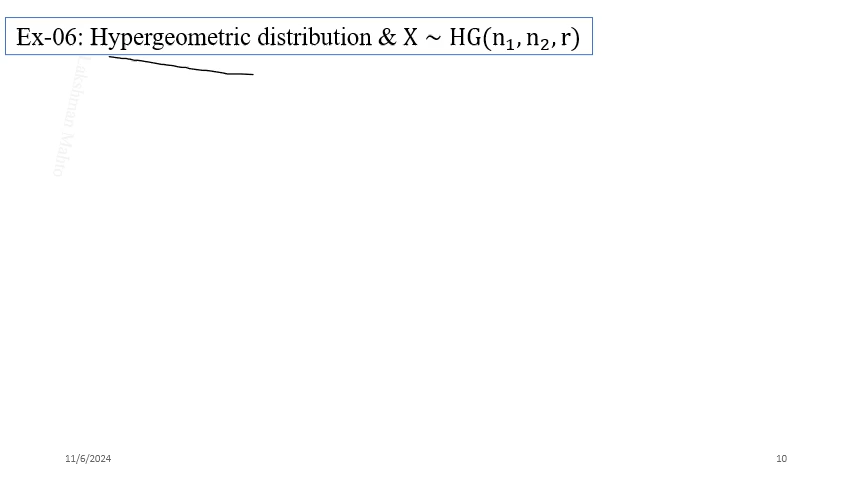 Ex-06: Hypergeometric distribution & X ~ HG(n₁, n₂, r)
Lakshman Mahto
11/6/2024
10